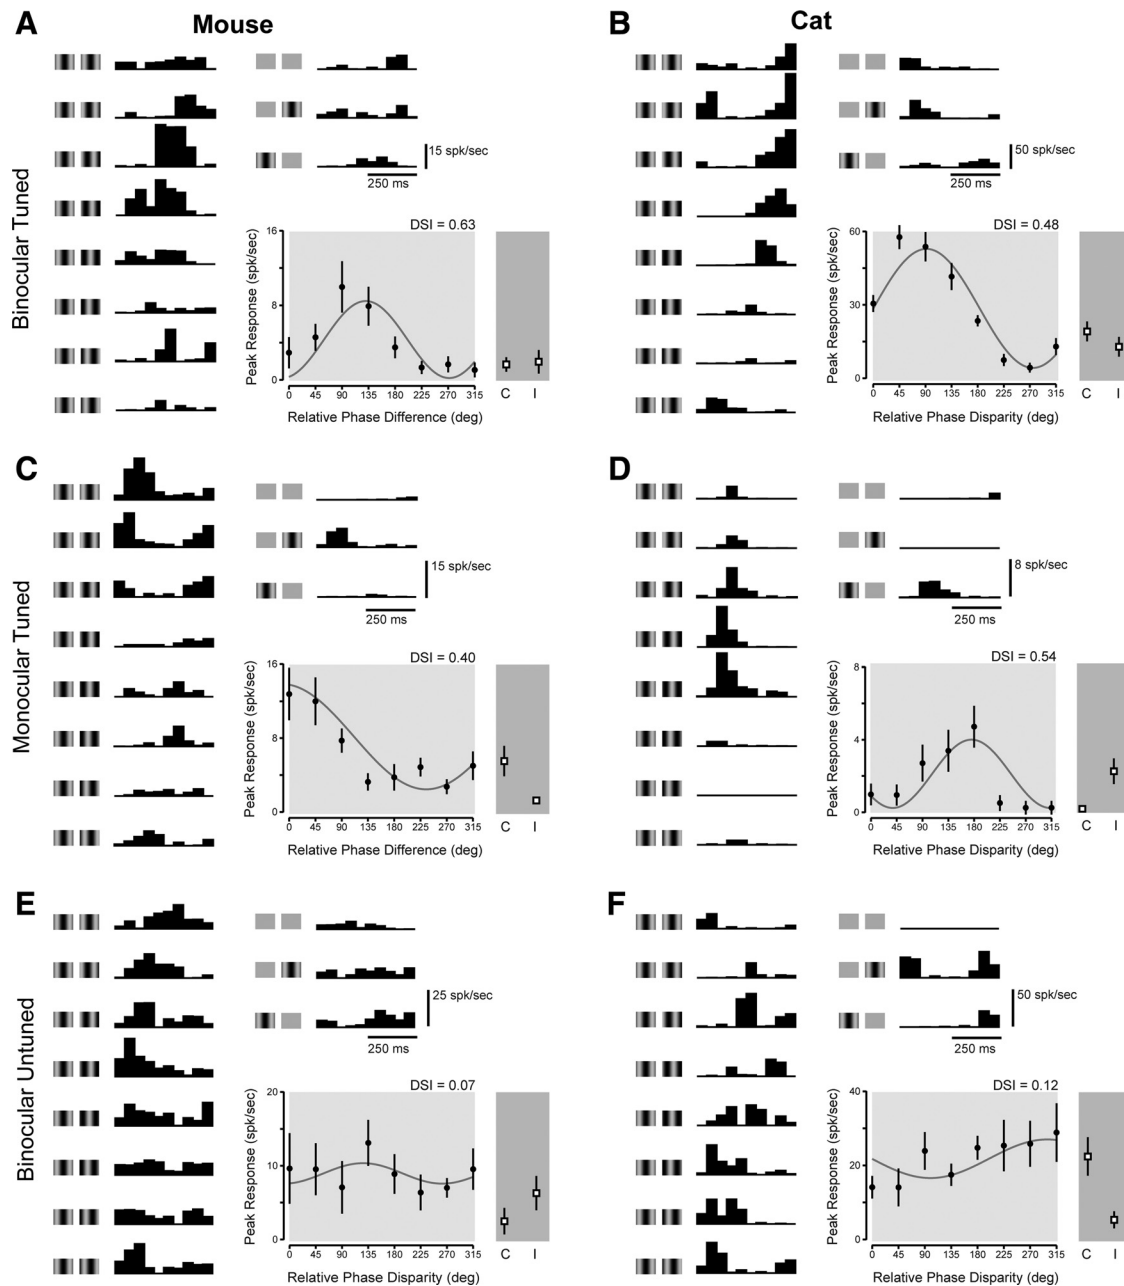 A
Mouse
B
Cat
Binocular Tuned
15 spk/sec
250 ms
DSI = 0.63
Peak Response (spk/sec)
16
8
0
0 45 90 135 180 225 270 315
C I
Relative Phase Difference (deg)
50 spk/sec
250 ms
DSI = 0.48
Peak Response (spk/sec)
60
30
0
0 45 90 135 180 225 270 315
C I
Relative Phase Disparity (deg)
C
D
Monocular Tuned
15 spk/sec
250 ms
DSI = 0.40
Peak Response (spk/sec)
16
8
0
0 45 90 135 180 225 270 315
C I
Relative Phase Difference (deg)
8 spk/sec
250 ms
DSI = 0.54
Peak Response (spk/sec)
8
4
0
0 45 90 135 180 225 270 315
C I
Relative Phase Disparity (deg)
E
F
Binocular Untuned
25 spk/sec
250 ms
DSI = 0.07
Peak Response (spk/sec)
20
10
0
0 45 90 135 180 225 270 315
C I
Relative Phase Disparity (deg)
50 spk/sec
250 ms
DSI = 0.12
Peak Response (spk/sec)
40
20
0
0 45 90 135 180 225 270 315
C I
Relative Phase Disparity (deg)